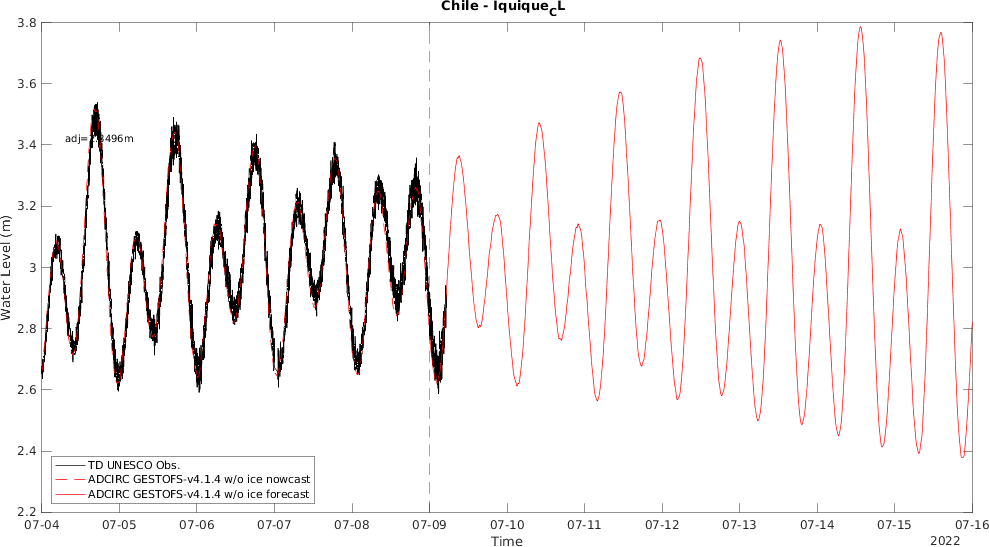 Chile - IquiqueCL
3.8
3.6
3.4
3.2
3
2.8
2.6
2.4
2.2
Water Level (m)
TD UNESCO Obs.
ADCIRC GESTOFS-v4.1.4 w/o ice nowcast
ADCIRC GESTOFS-v4.1.4 w/o ice forecast
07-04 07-05 07-06 07-07 07-08 07-09 07-10 07-11 07-12 07-13 07-14 07-15 07-16
Time
2022